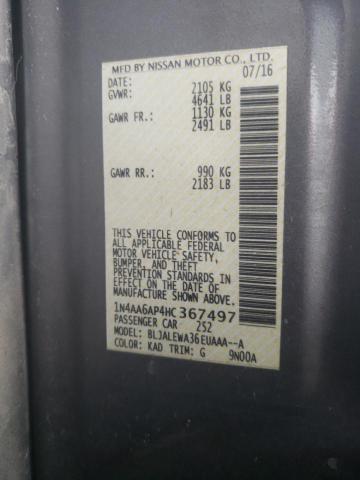 MFD BY NISSAN MOTOR CO., LTD.
DATE: 07/16
GVWR: 2105 KG
4641 LB
GAWR FR.: 1130 KG
2491 LB
GAWR RR.: 990 KG
2183 LB
THIS VEHICLE CONFORMS TO
ALL APPLICABLE FEDERAL
MOTOR VEHICLE SAFETY,
BUMPER, AND THEFT
PREVENTION STANDARDS IN
EFFECT ON THE DATE OF
MANUFACTURE SHOWN ABOVE.
1N4AA6AP4HC367497
PASSENGER CAR 252
MODEL: BLJALEWA36EUAAA--A
COLOR: KAD TRIM: G 9N00A